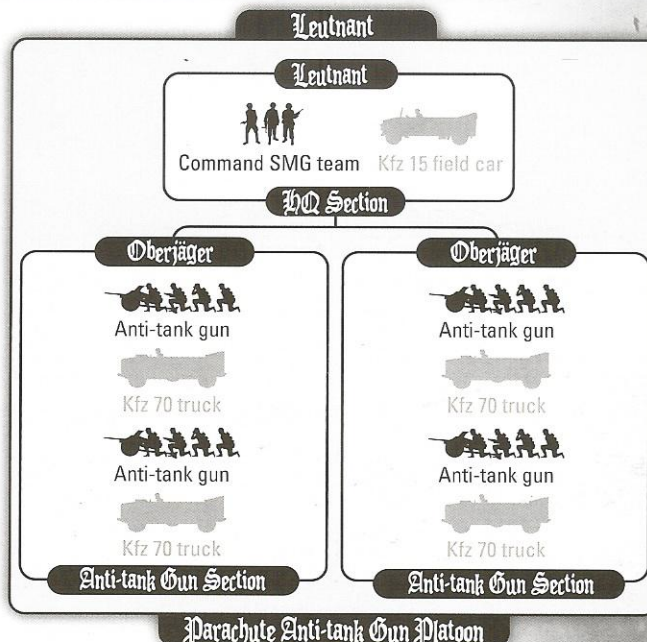 Leutnant
Leutnant
Command SMG team Kfz 15 field car
HQ Section
Oberjäger
Anti-tank gun
Kfz 70 truck
Anti-tank gun
Kfz 70 truck
Anti-tank Gun Section
Oberjäger
Anti-tank gun
Kfz 70 truck
Anti-tank gun
Kfz 70 truck
Anti-tank Gun Section
Parachute Anti-tank Gun Platoon